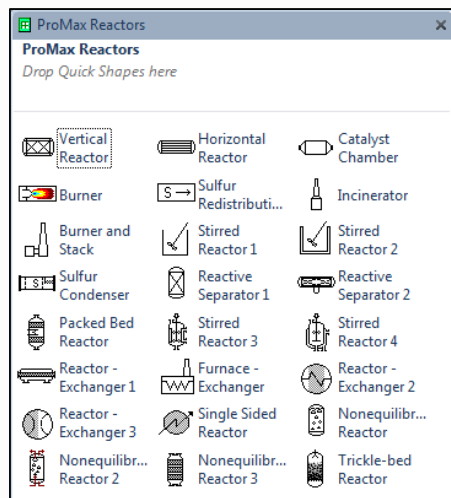 ProMax Reactors
ProMax Reactors
Drop Quick Shapes here
Vertical Reactor
Horizontal Reactor
Catalyst Chamber
Burner
Sulfur Redistributi...
Incinerator
Burner and Stack
Stirred Reactor 1
Stirred Reactor 2
Sulfur Condenser
Reactive Separator 1
Reactive Separator 2
Packed Bed Reactor
Stirred Reactor 3
Stirred Reactor 4
Reactor - Exchanger 1
Furnace - Exchanger
Reactor - Exchanger 2
Reactor - Exchanger 3
Single Sided Reactor
Nonequilibr... Reactor
Nonequilibr... Reactor 2
Nonequilibr... Reactor 3
Trickle-bed Reactor